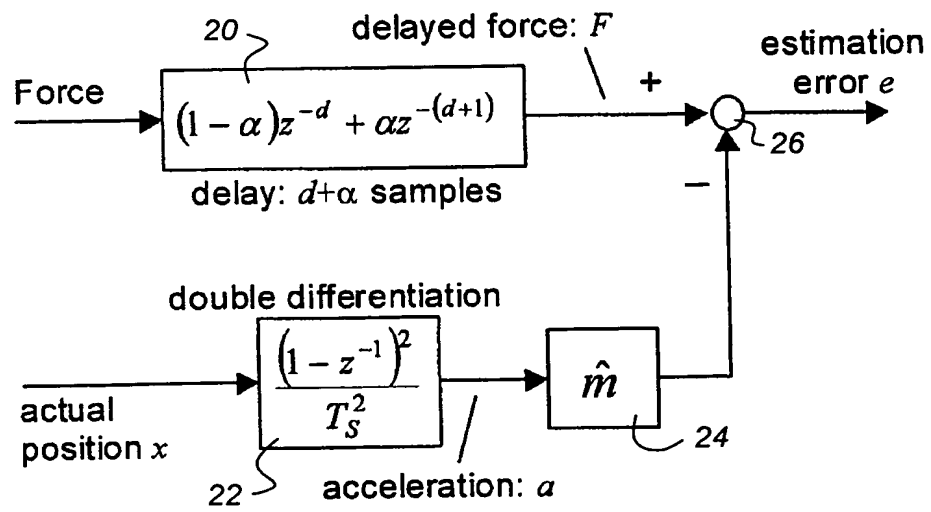 20
delayed force: F
estimation
error e
Force
(1 − α)z^{−d} + αz^{−(d+1)}
+
26
delay: d+α samples
−
double differentiation
(1 − z^{−1})^2
T_S^2
m̂
actual
position x
24
22
acceleration: a